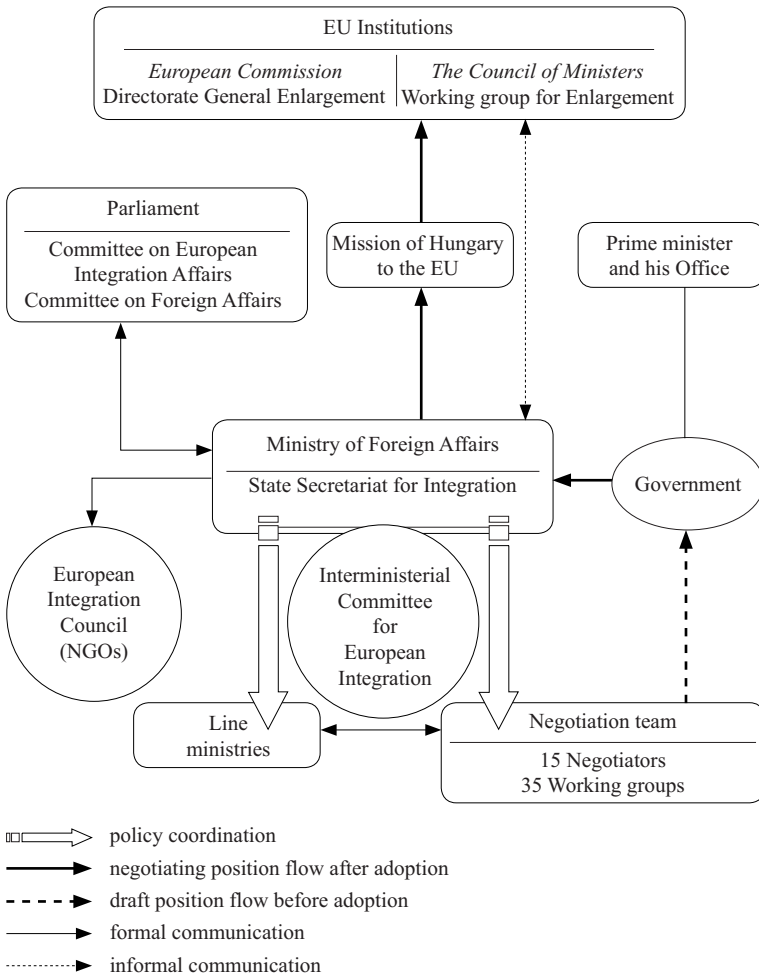 EU Institutions
European Commission
Directorate General Enlargement
The Council of Ministers
Working group for Enlargement
Parliament
Committee on European
Integration Affairs
Committee on Foreign Affairs
Mission of Hungary
to the EU
Prime minister
and his Office
Ministry of Foreign Affairs
State Secretariat for Integration
Government
European
Integration
Council
(NGOs)
Interministerial
Committee
for
European
Integration
Line
ministries
Negotiation team
15 Negotiators
35 Working groups
policy coordination
negotiating position flow after adoption
draft position flow before adoption
formal communication
informal communication